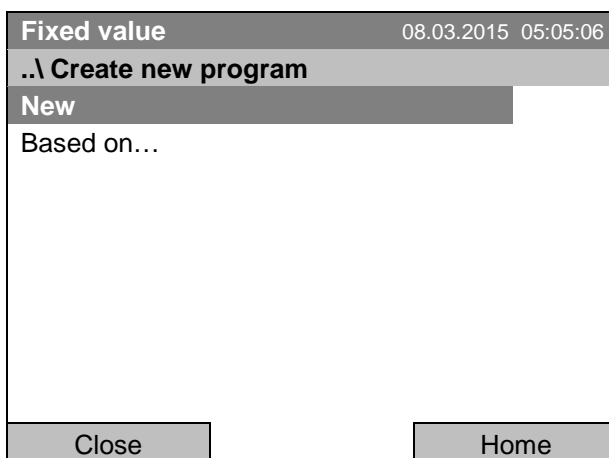 Fixed value 08.03.2015 05:05:06
..\ Create new program
New
Based on…
Close Home